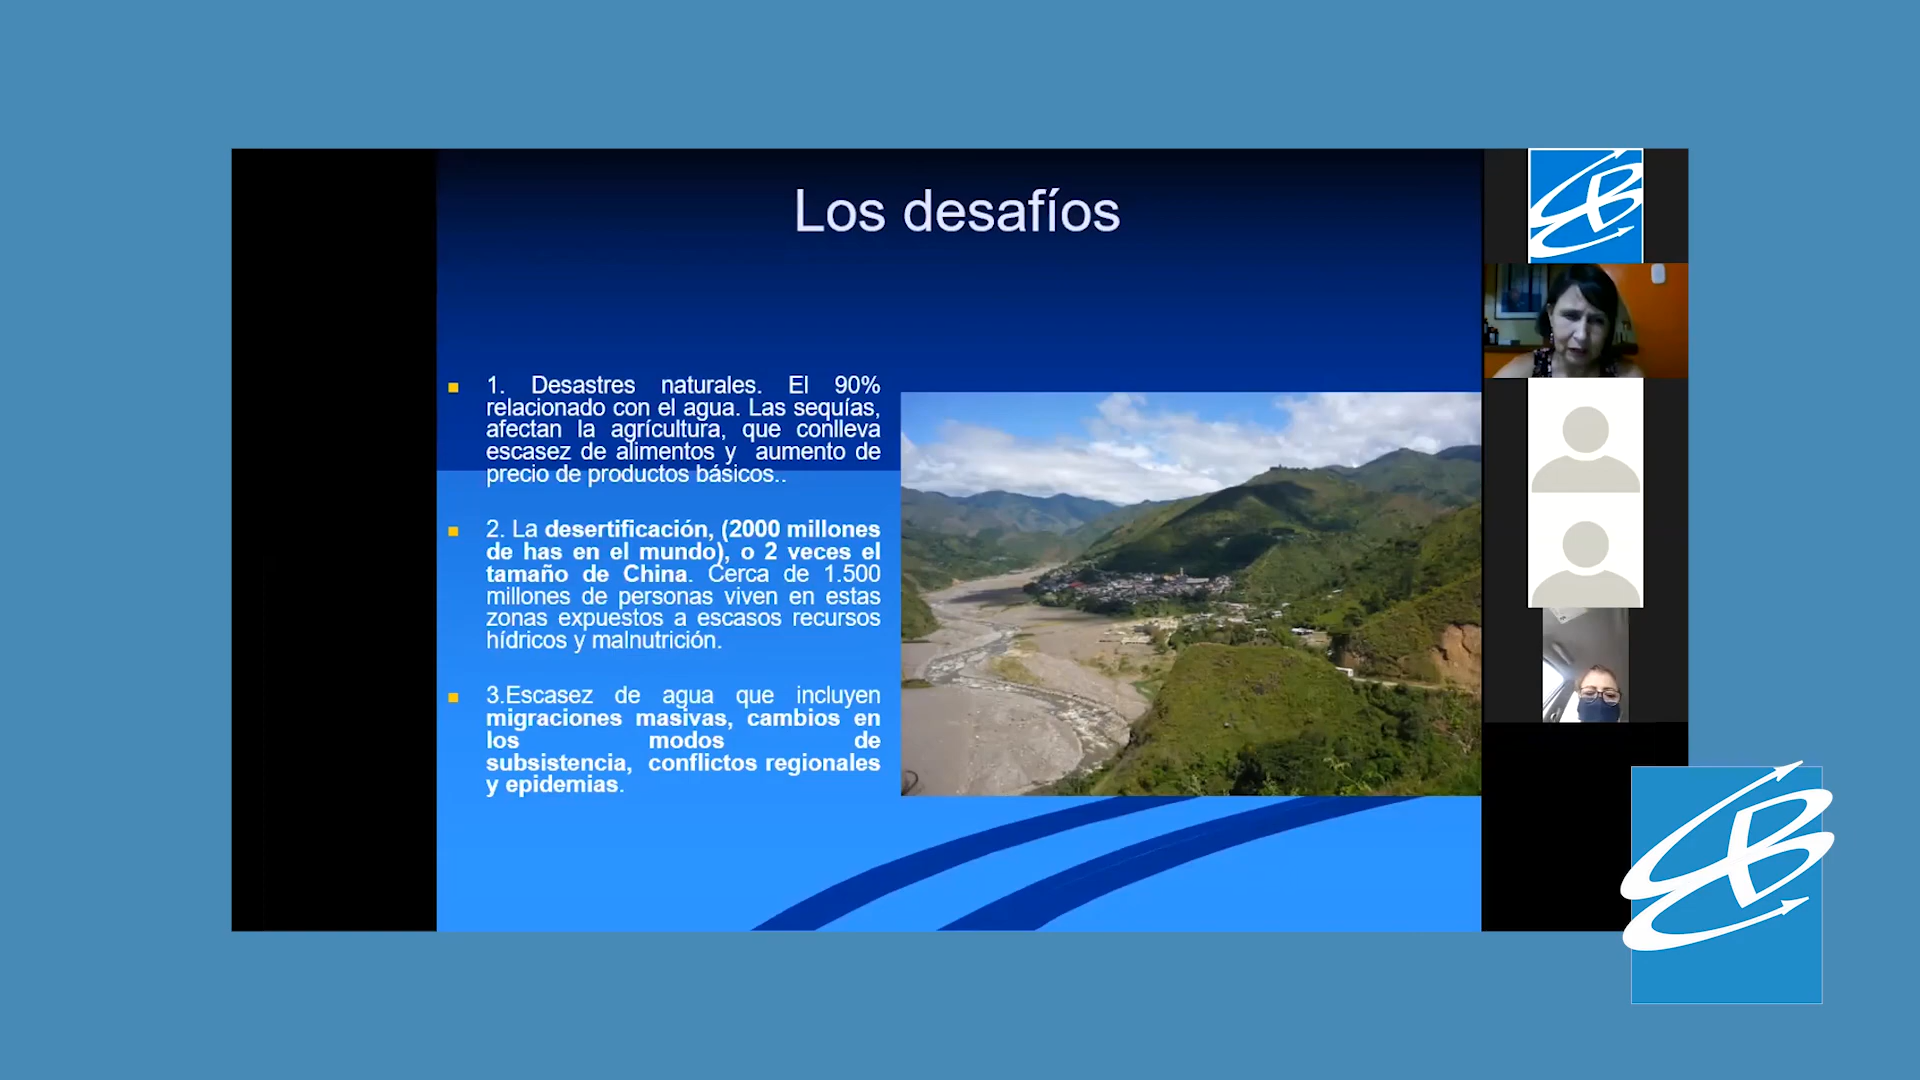 Los desafíos
1. Desastres naturales. El 90%
relacionado con el agua. Las sequías,
afectan la agrícultura, que conlleva
escasez de alimentos y aumento de
precio de productos básicos..
2. La desertificación, (2000 millones
de has en el mundo), o 2 veces el
tamaño de China. Cerca de 1.500
millones de personas viven en estas
zonas expuestos a escasos recursos
hídricos y malnutrición.
3.Escasez de agua que incluyen
migraciones masivas, cambios en
los modos de
subsistencia, conflictos regionales
y epidemias.